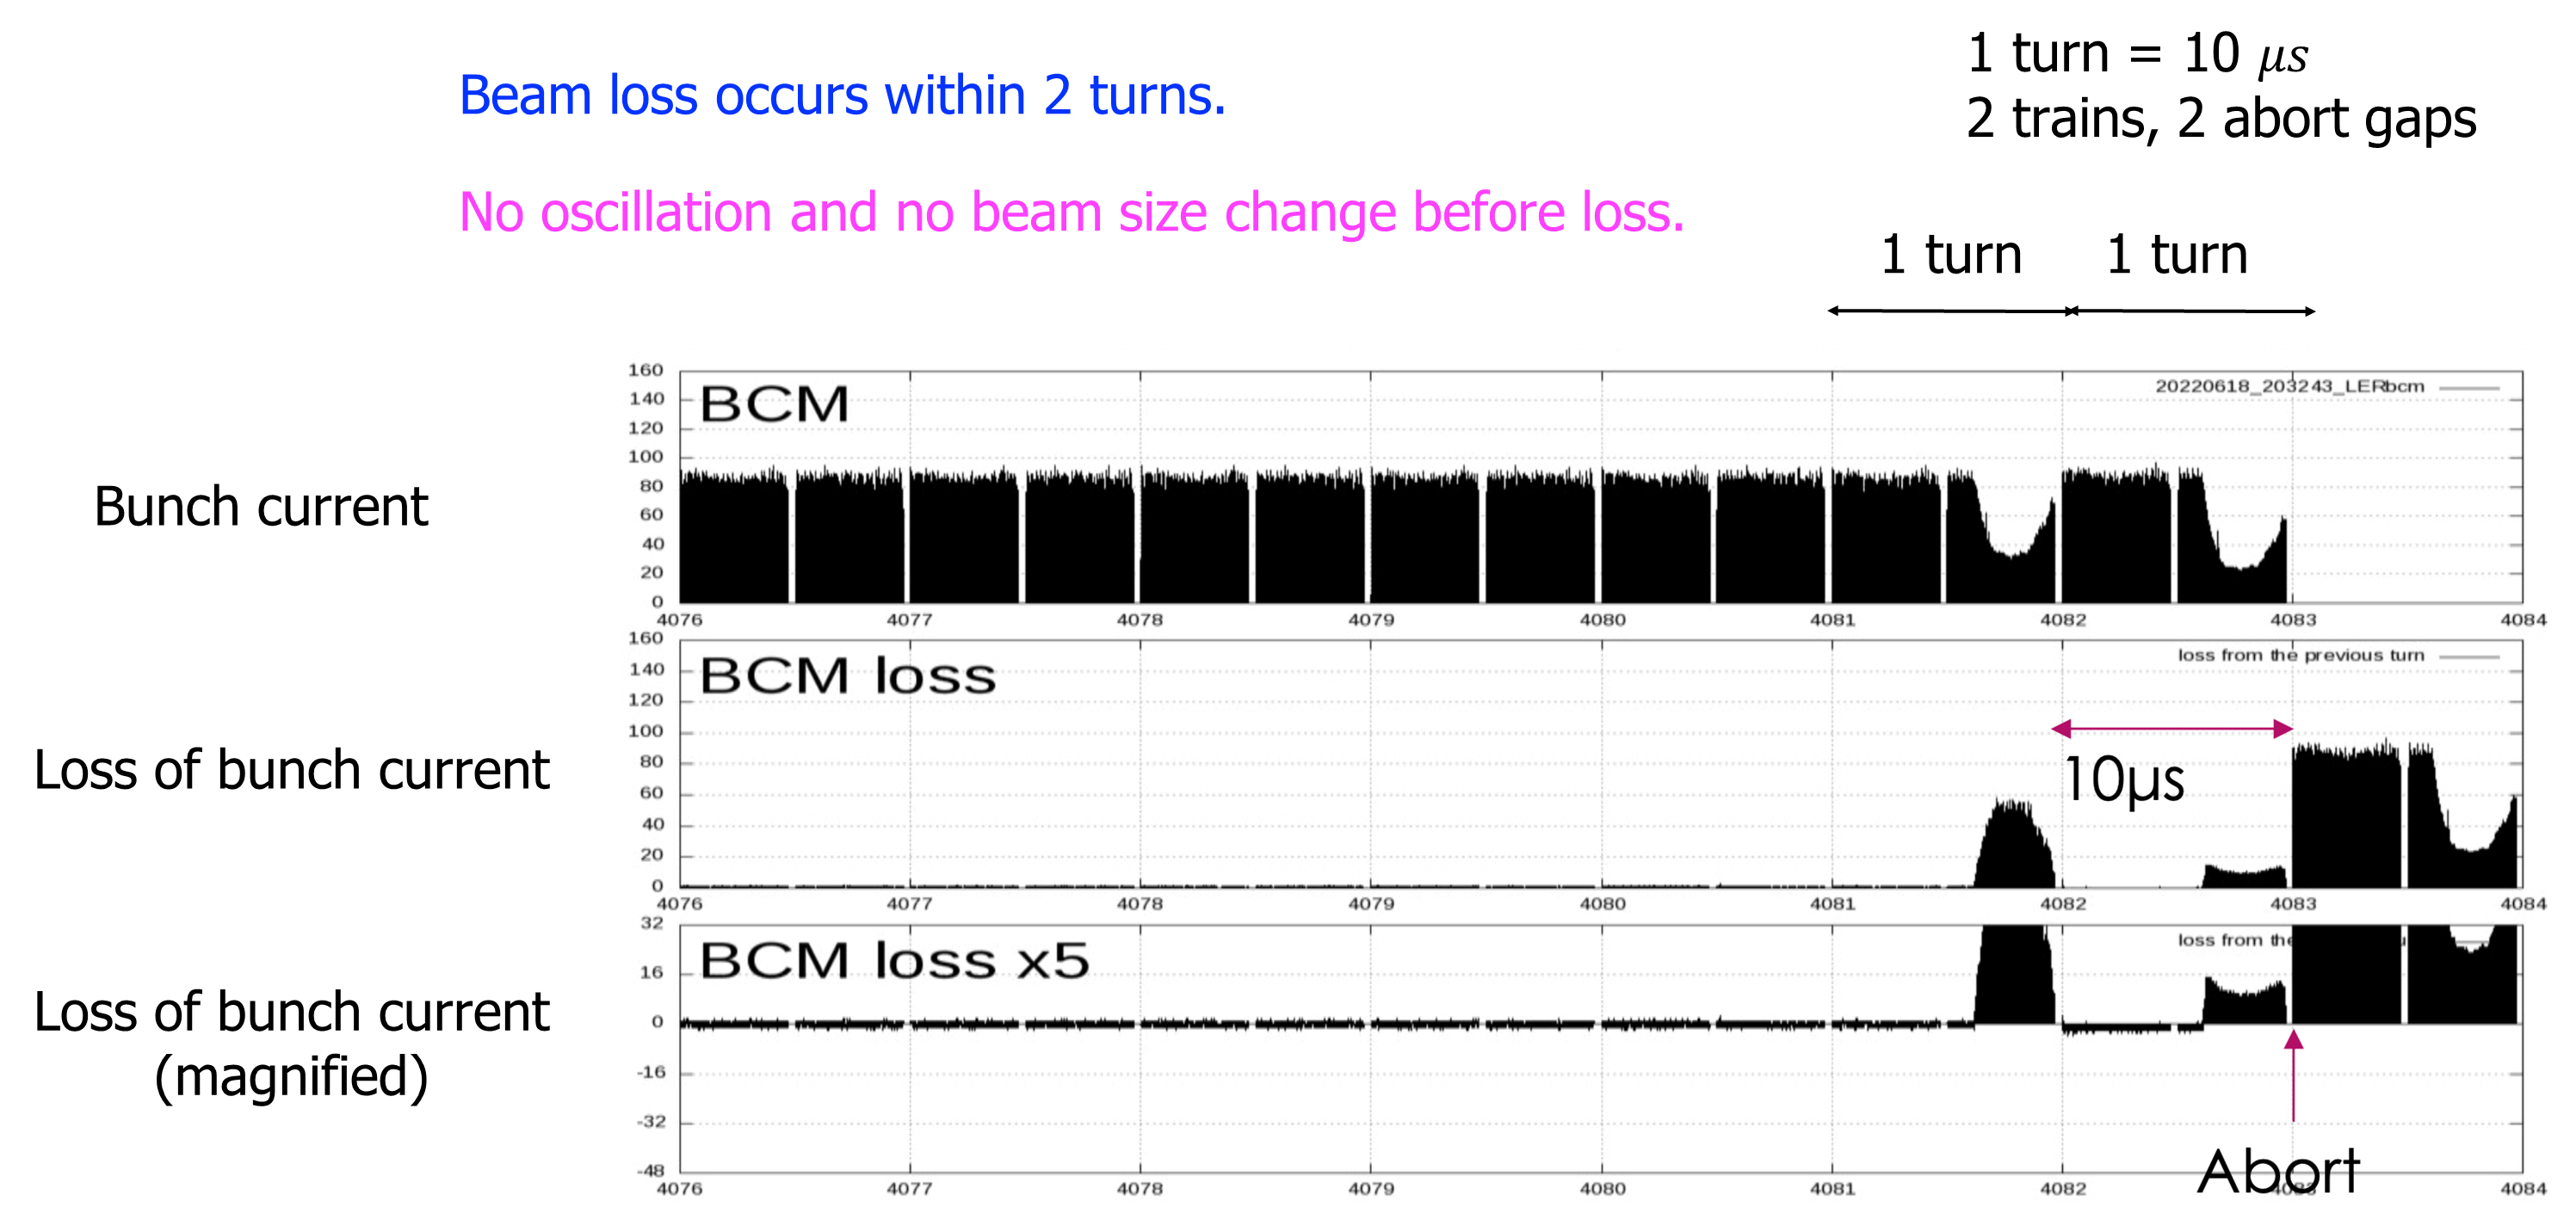 1 turn = 10 μs
Beam loss occurs within 2 turns.
2 trains, 2 abort gaps
No oscillation and no beam size change before loss.
1 turn 1 turn
Bunch current
BCM
20220618_203243_LERbcm
160
140
120
100
80
60
40
20
0
4076 4077 4078 4079 4080 4081 4082 4083 4084
Loss of bunch current
BCM loss
loss from the previous turn
10μs
160
140
120
100
80
60
40
20
0
4076 4077 4078 4079 4080 4081 4082 4083 4084
Loss of bunch current
(magnified)
BCM loss x5
loss from the
32
16
0
-16
-32
-48
Abort
4076 4077 4078 4079 4080 4081 4082 4083 4084